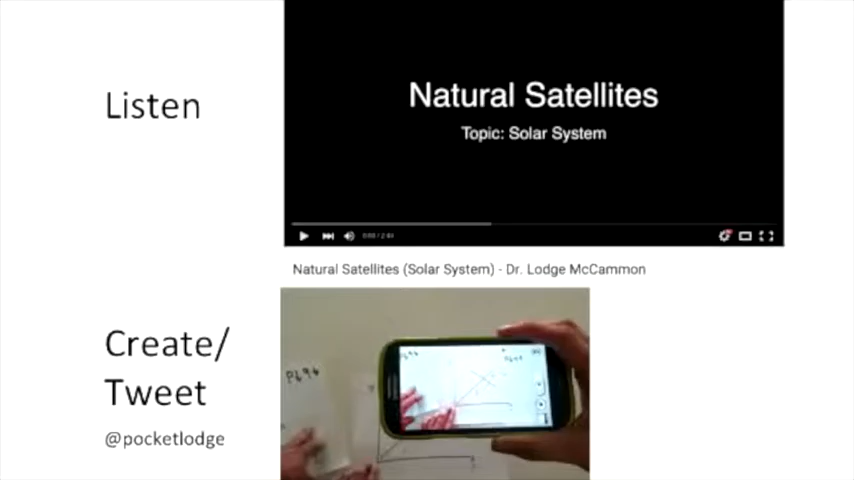 Listen
Natural Satellites
Topic: Solar System
Natural Satellites (Solar System) - Dr. Lodge McCammon
Create/
Tweet
@pocketlodge